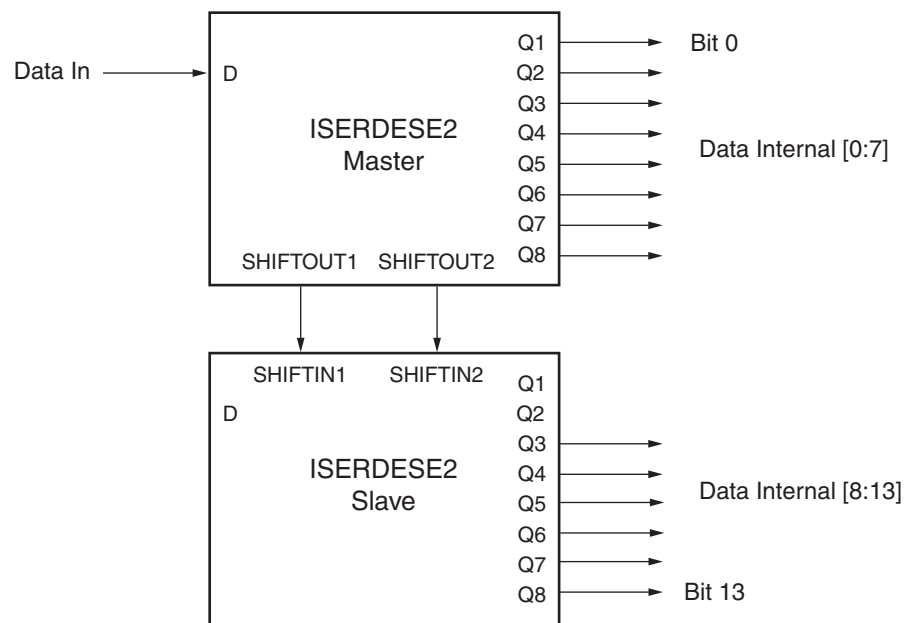 Data In
D
ISERDESE2
Master
SHIFTOUT1 SHIFTOUT2
Q1
Q2
Q3
Q4
Q5
Q6
Q7
Q8
Bit 0
Data Internal [0:7]
SHIFTIN1 SHIFTIN2
D
ISERDESE2
Slave
Q1
Q2
Q3
Q4
Q5
Q6
Q7
Q8
Data Internal [8:13]
Bit 13